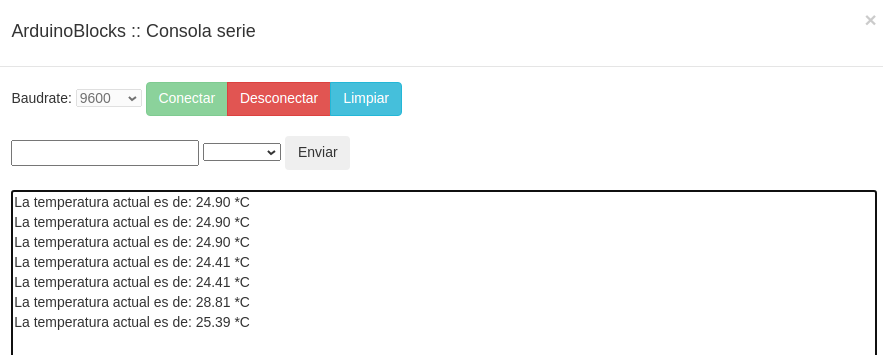 ArduinoBlocks :: Consola serie
×
Baudrate: 9600 Conectar Desconectar Limpiar
Enviar
La temperatura actual es de: 24.90 *C
La temperatura actual es de: 24.90 *C
La temperatura actual es de: 24.90 *C
La temperatura actual es de: 24.41 *C
La temperatura actual es de: 24.41 *C
La temperatura actual es de: 28.81 *C
La temperatura actual es de: 25.39 *C